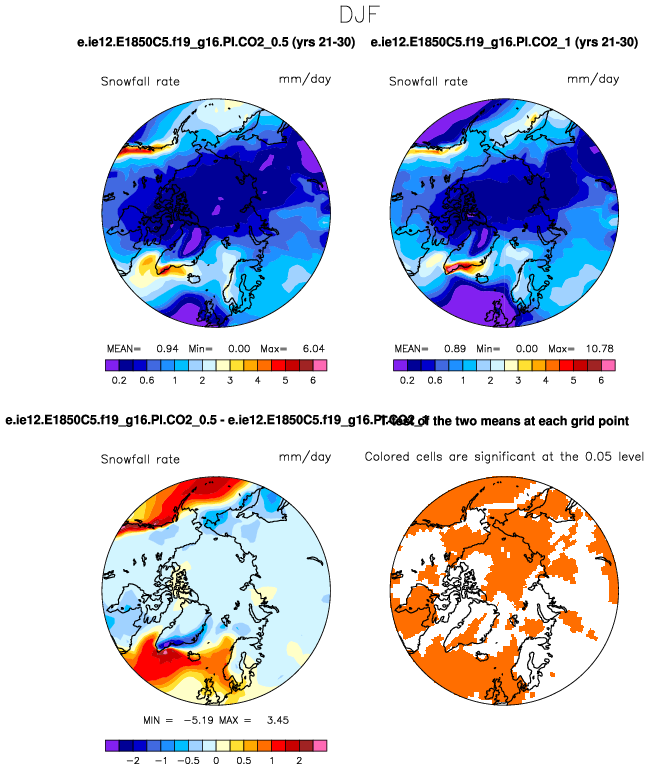 DJF
e.ie12.E1850C5.f19_g16.PI.CO2_0.5 (yrs 21-30)
e.ie12.E1850C5.f19_g16.PI.CO2_1 (yrs 21-30)
Snowfall rate mm/day
Snowfall rate mm/day
MEAN= 0.94 Min= 0.00 Max= 6.04
MEAN= 0.89 Min= 0.00 Max= 10.78
0.2 0.6 1 2 3 4 5 6
0.2 0.6 1 2 3 4 5 6
e.ie12.E1850C5.f19_g16.PI.CO2_0.5 - e.ie12.E1850C5.f19_g16.PI.CO2_1
T-Test of the two means at each grid point
Snowfall rate mm/day
Colored cells are significant at the 0.05 level
MIN = -5.19 MAX = 3.45
-2 -1 -0.5 0 0.5 1 2